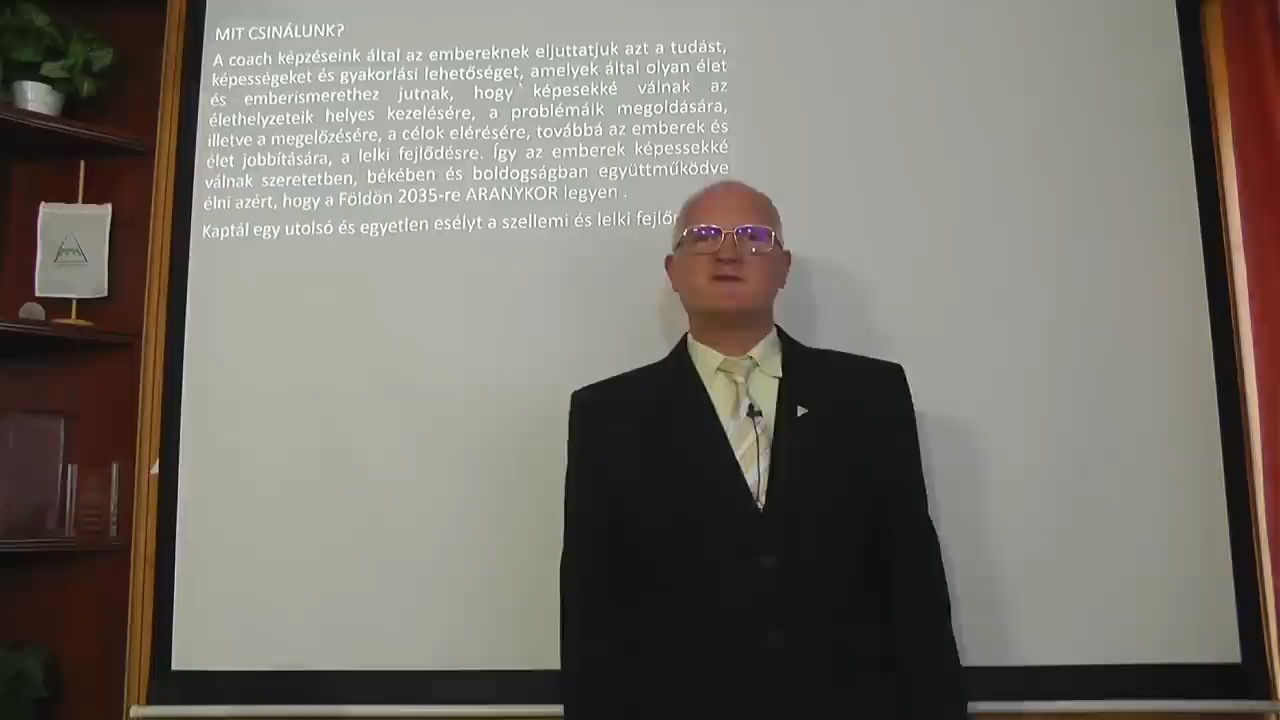 MIT CSINÁLUNK?
A coach képzéseink által az embereknek eljuttatjuk azt a tudást,
képességeket és gyakorlási lehetőséget, amelyek által olyan élet
és emberismerethez jutnak, hogy képesekké válnak az
élethelyzeteik helyes kezelésére, a problémáik megoldására,
illetve a megelőzésére, a célok elérésére, továbbá az emberek és
élet jobbítására, a lelki fejlődésre. Így az emberek képessekké
válnak szeretetben, békében és boldogságban együttműködve
élni azért, hogy a Földön 2035-re ARANYKOR legyen .
Kaptál egy utolsó és egyetlen esélyt a szellemi és lelki